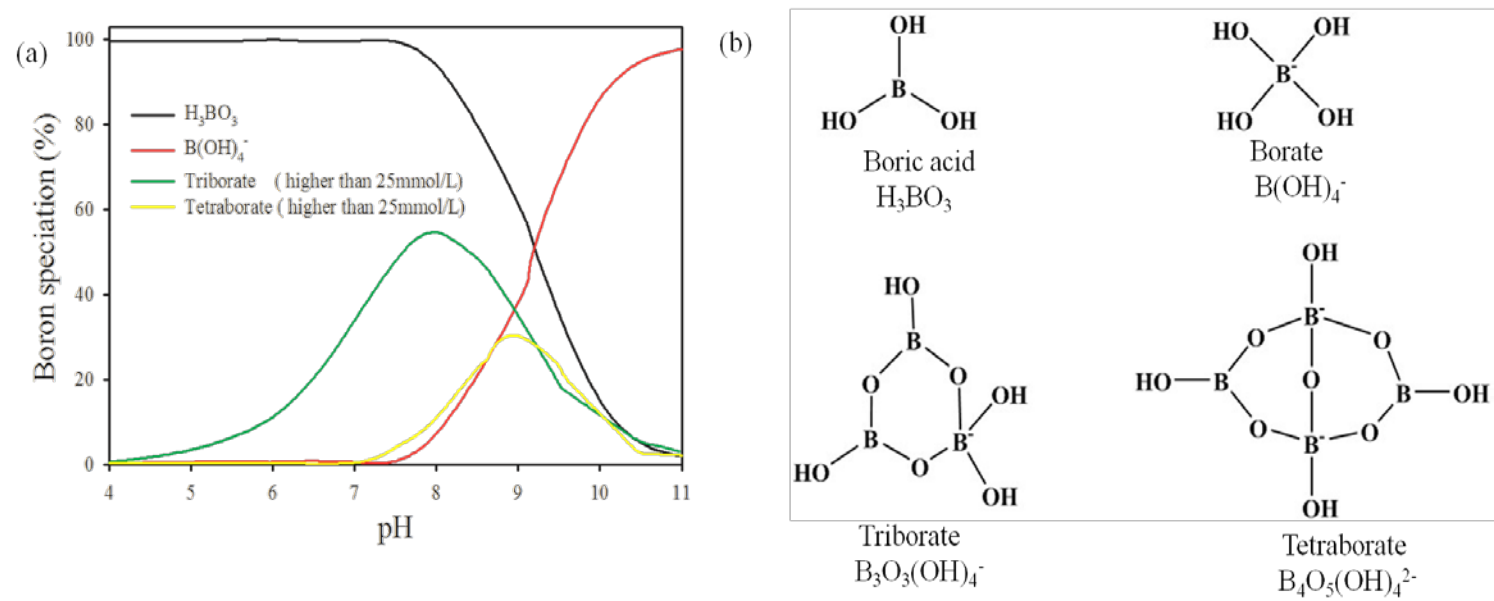 (a)
Boron speciation (%)
100
80
60
40
20
0
H₃BO₃
B(OH)₄⁻
Triborate ( higher than 25mmol/L)
Tetraborate ( higher than 25mmol/L)
4 5 6 7 8 9 10 11
pH
(b)
OH
B
HO OH
Boric acid
H₃BO₃
HO OH
B⁻
HO OH
Borate
B(OH)₄⁻
HO
B
O O
OH
B B⁻
HO O
OH
Triborate
B₃O₃(OH)₄⁻
OH
B⁻
O O
HO B O B OH
O B⁻ O
OH
Tetraborate
B₄O₅(OH)₄²⁻